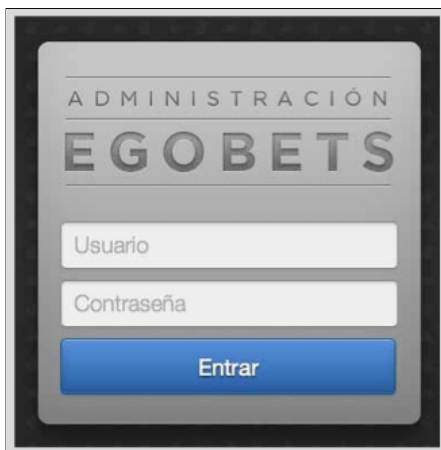 ADMINISTRACIÓN
EGOBETS
Usuario
Contraseña
Entrar